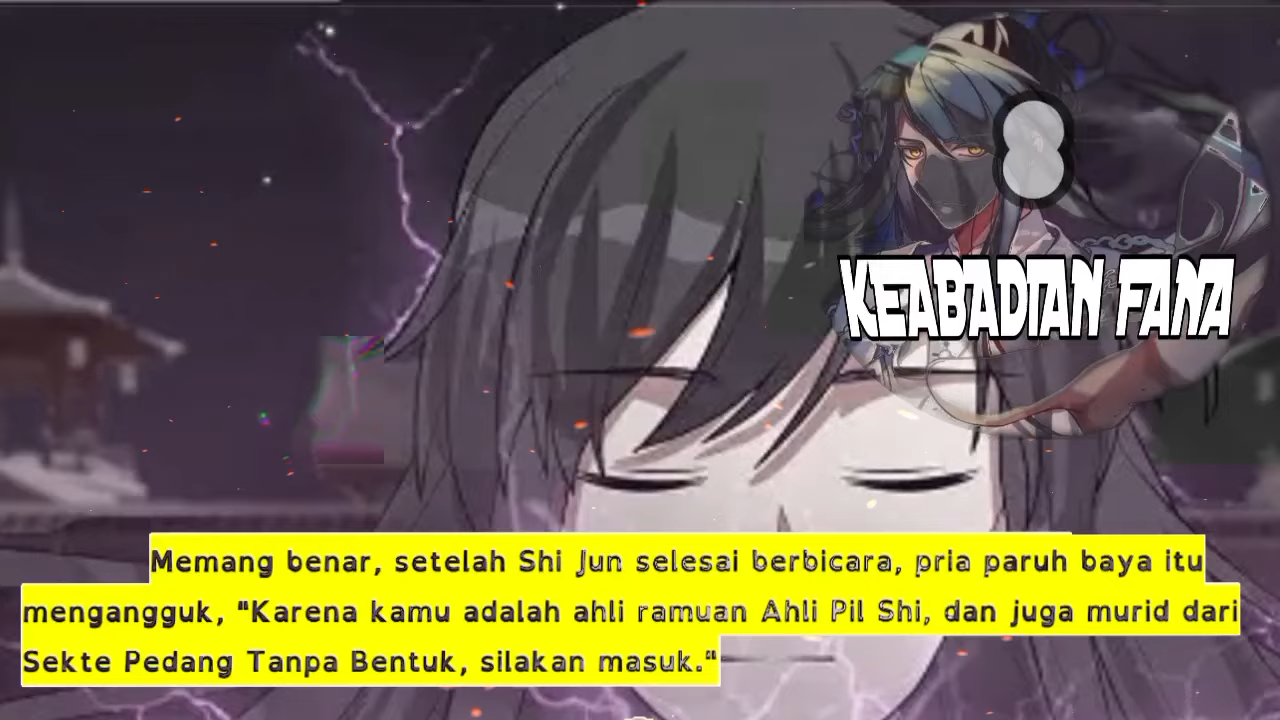 8
KEABADIAN FANA
Memang benar, setelah Shi Jun selesai berbicara, pria paruh baya itu
mengangguk, "Karena kamu adalah ahli ramuan Ahli Pil Shi, dan juga murid dari
Sekte Pedang Tanpa Bentuk, silakan masuk."